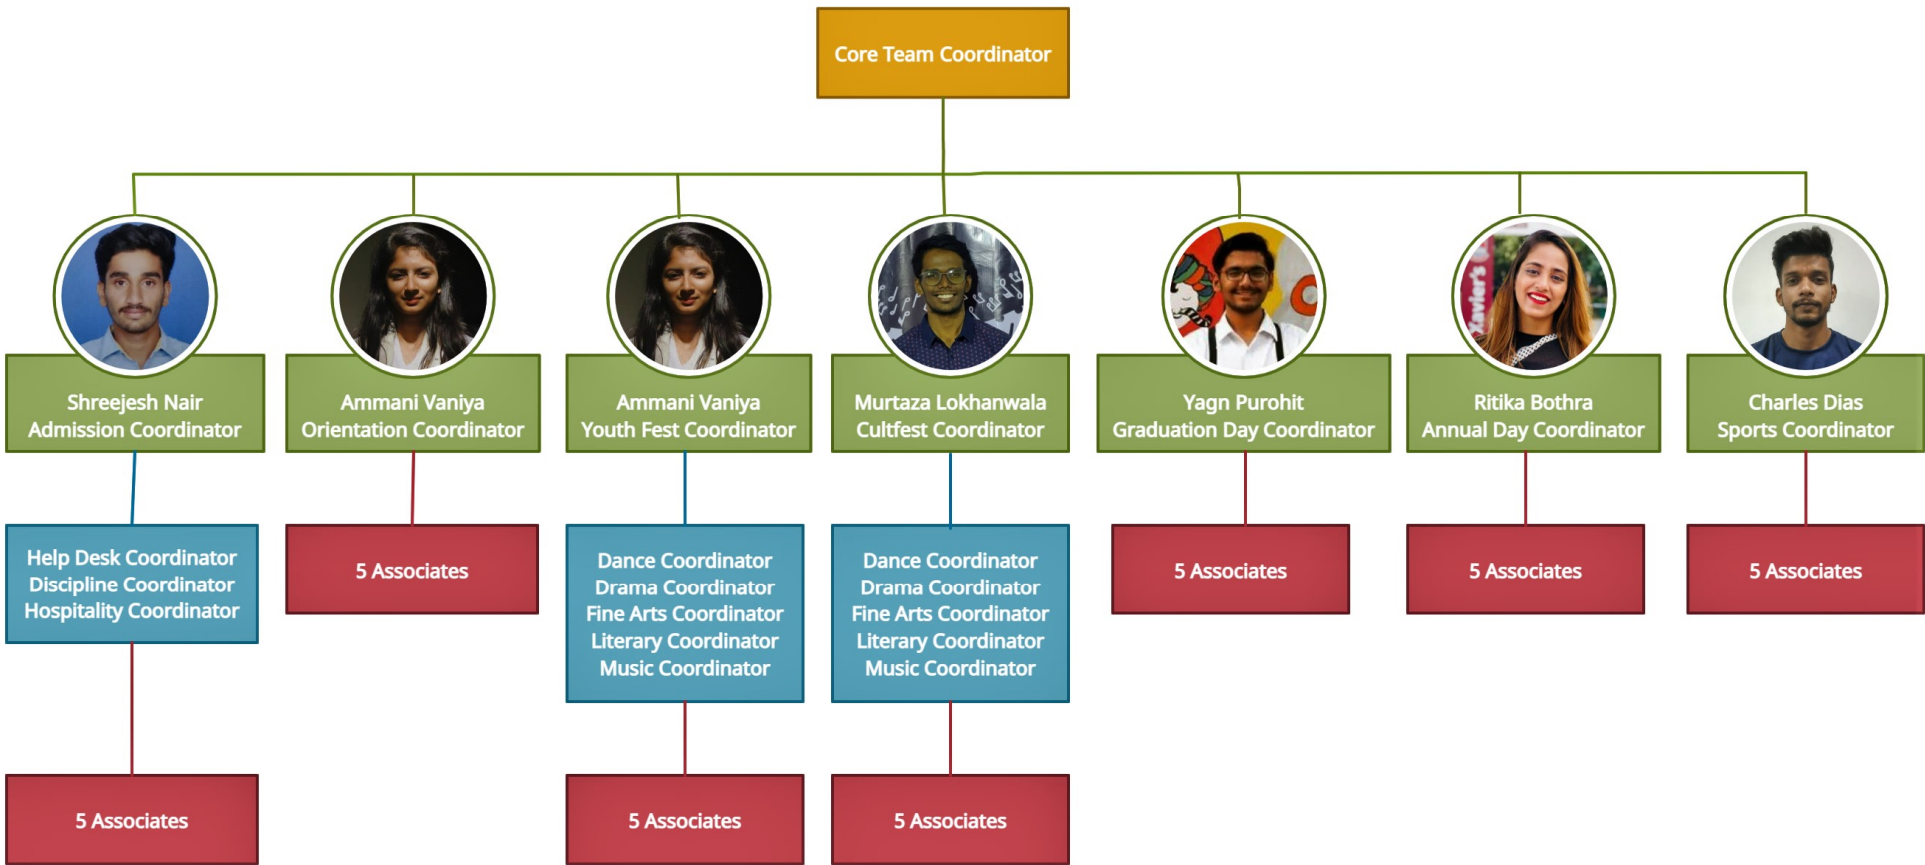 Core Team Coordinator
Xavier's
Shreejesh Nair
Admission Coordinator
Ammani Vaniya
Orientation Coordinator
Ammani Vaniya
Youth Fest Coordinator
Murtaza Lokhanwala
Cultfest Coordinator
Yagn Purohit
Graduation Day Coordinator
Ritika Bothra
Annual Day Coordinator
Charles Dias
Sports Coordinator
Help Desk Coordinator
Discipline Coordinator
Hospitality Coordinator
5 Associates
Dance Coordinator
Drama Coordinator
Fine Arts Coordinator
Literary Coordinator
Music Coordinator
Dance Coordinator
Drama Coordinator
Fine Arts Coordinator
Literary Coordinator
Music Coordinator
5 Associates
5 Associates
5 Associates
5 Associates
5 Associates
5 Associates